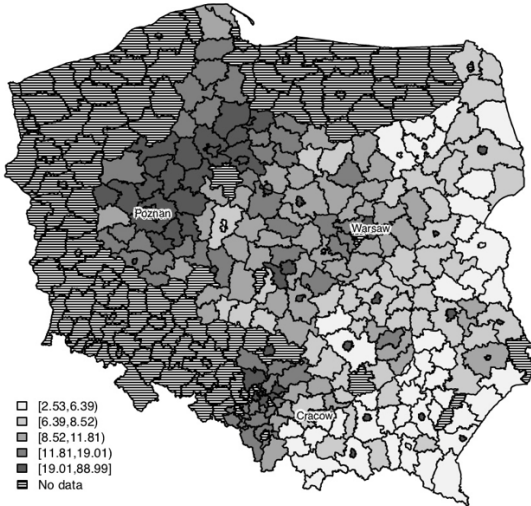 Poznan
Warsaw
Cracow
[2.53,6.39)
[6.39,8.52)
[8.52,11.81)
[11.81,19.01)
[19.01,88.99]
No data